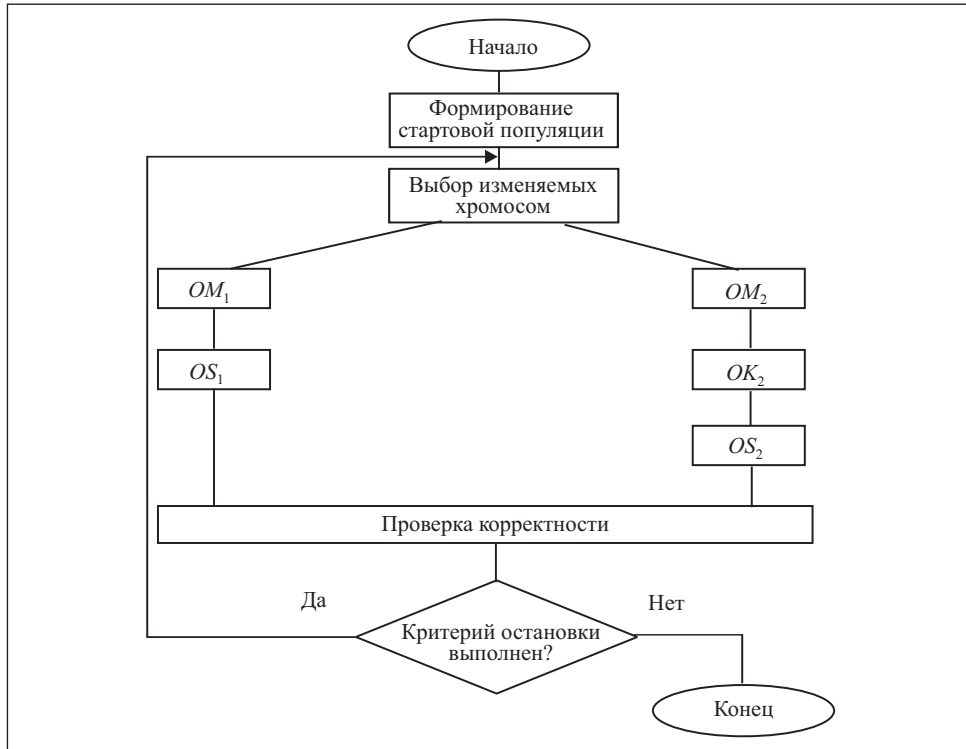 Начало
Формирование
стартовой популяции
Выбор изменяемых
хромосом
OM₁
OM₂
OS₁
OK₂
OS₂
Проверка корректности
Да
Нет
Критерий остановки
выполнен?
Конец